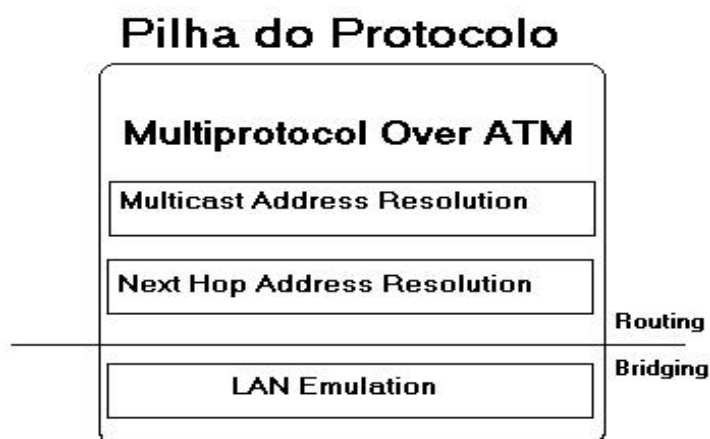 Pilha do Protocolo
Multiprotocol Over ATM
Multicast Address Resolution
Next Hop Address Resolution
Routing
Bridging
LAN Emulation